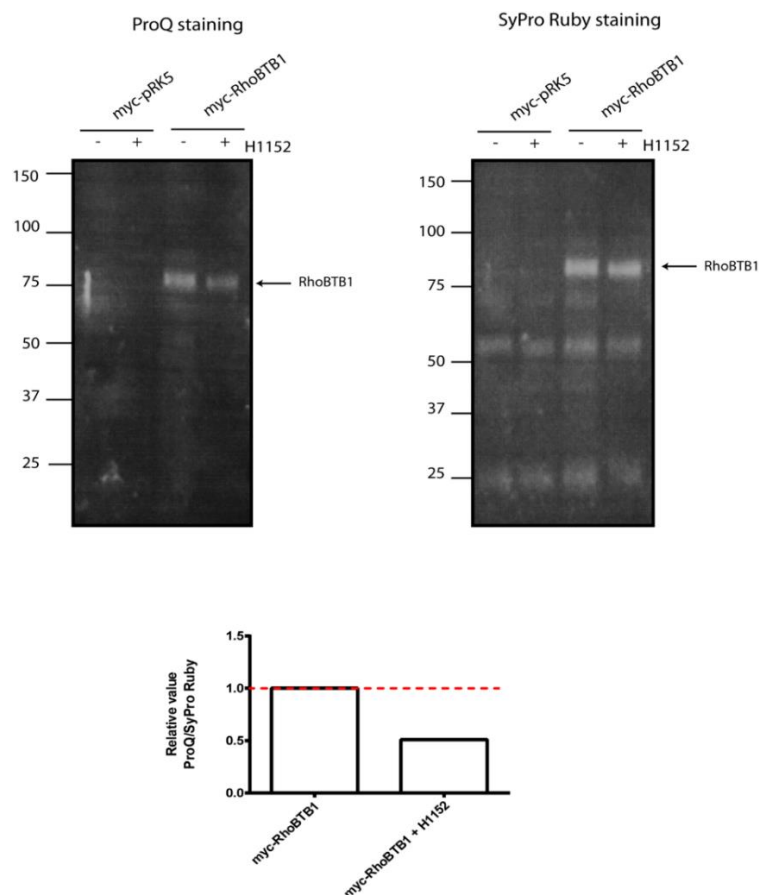 ProQ staining
SyPro Ruby staining
myc-pRK5
myc-RhoBTB1
myc-pRK5
myc-RhoBTB1
- + - + H1152
- + - + H1152
150
100
75
50
37
25
RhoBTB1
150
100
75
50
37
25
RhoBTB1
Relative value
ProQ/SyPro Ruby
1.5
1.0
0.5
0.0
myc-RhoBTB1
myc-RhoBTB1 + H1152